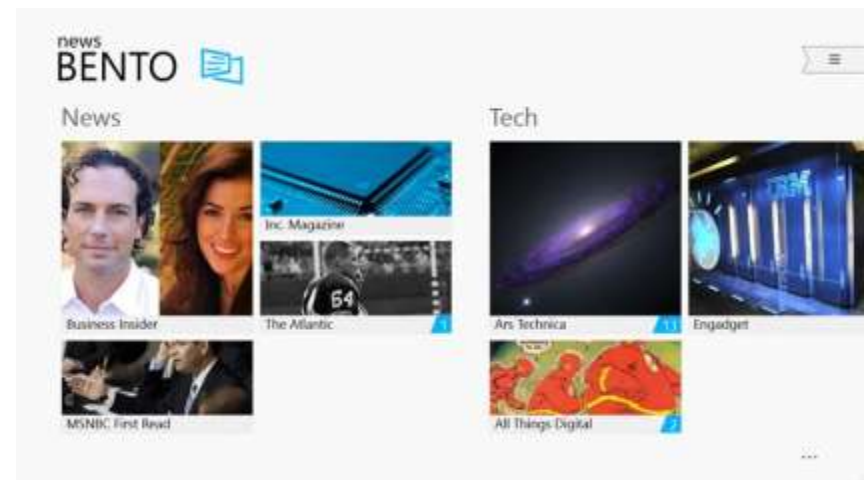 news
BENTO
News
Tech
Inc. Magazine
Business Insider
The Atlantic
1
Ars Technica
13
Engadget
MSNBC First Read
All Things Digital
2
64
IBM
...